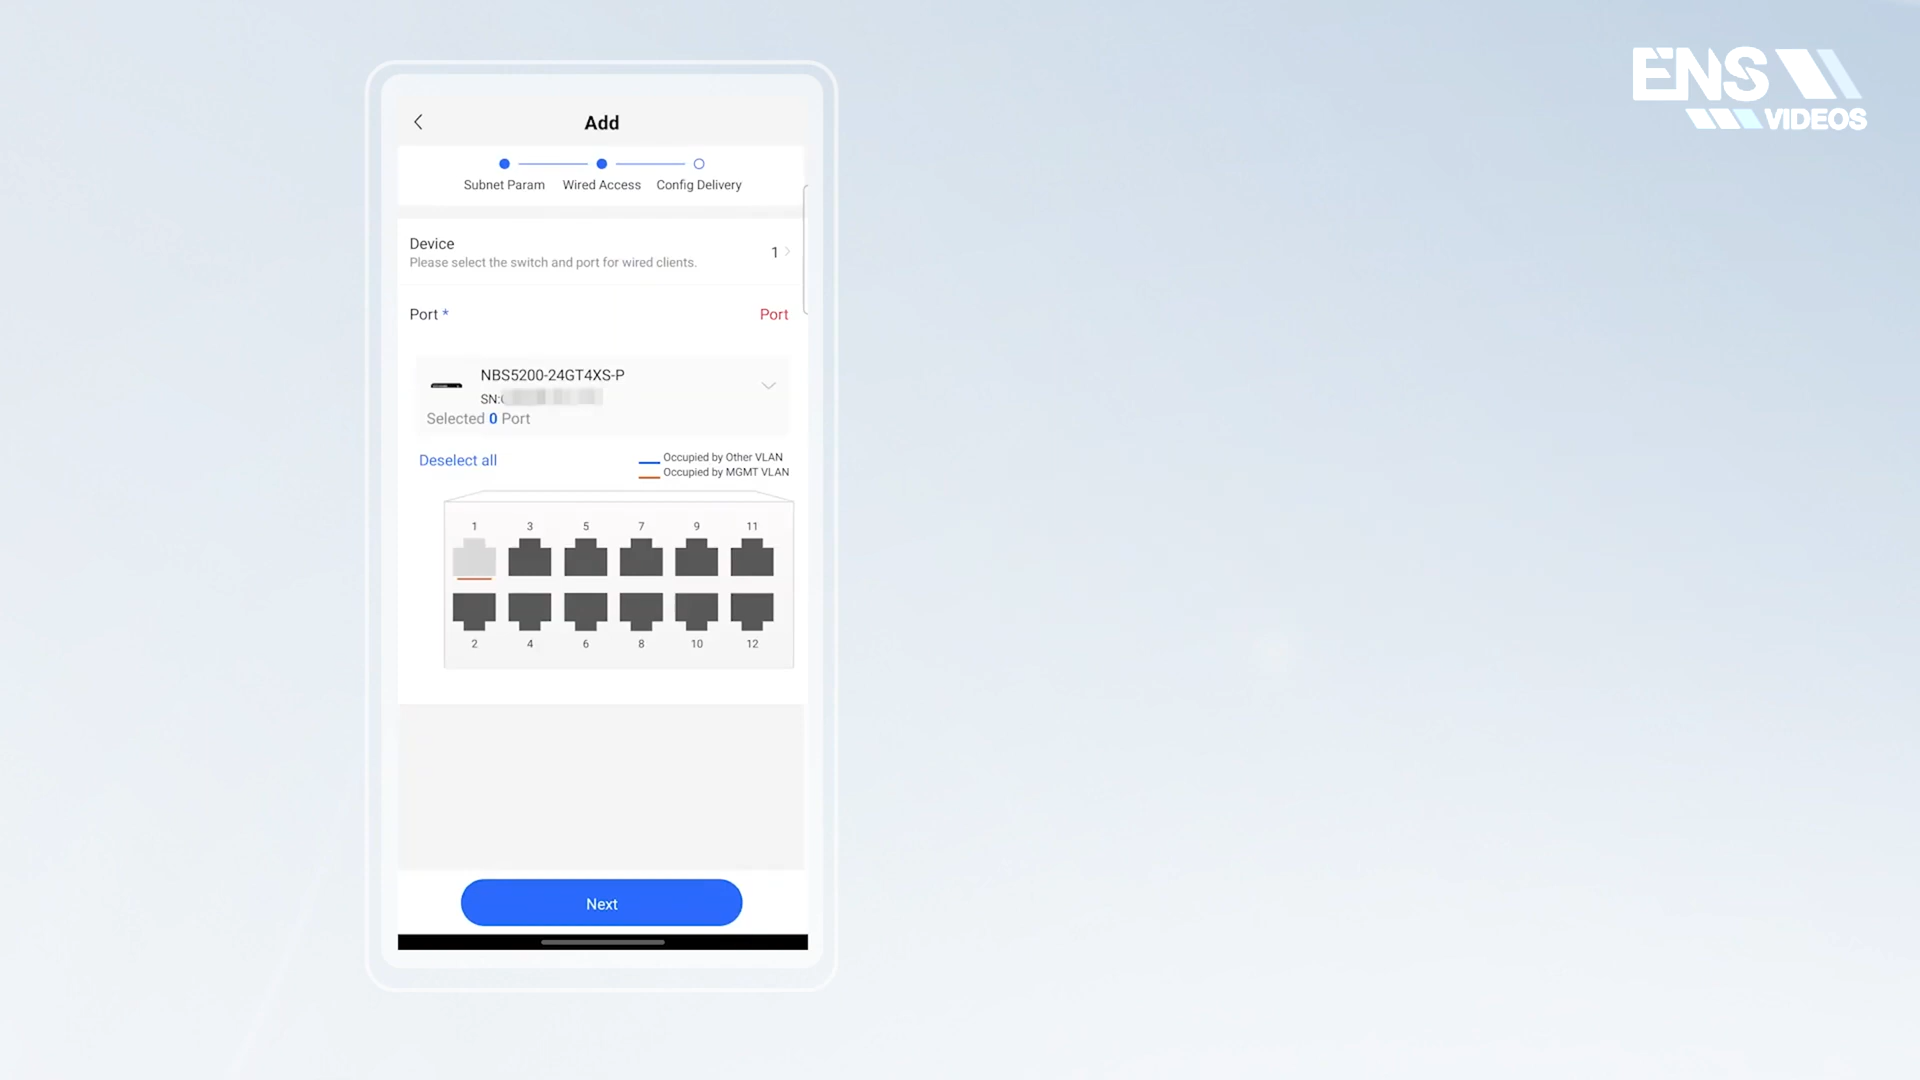 ENS
VIDEOS
Add
Subnet Param
Wired Access
Config Delivery
Device
Please select the switch and port for wired clients.
1
Port *
Port
NBS5200-24GT4XS-P
SN:
Selected 0 Port
Deselect all
Occupied by Other VLAN
Occupied by MGMT VLAN
1 3 5 7 9 11
2 4 6 8 10 12
Next